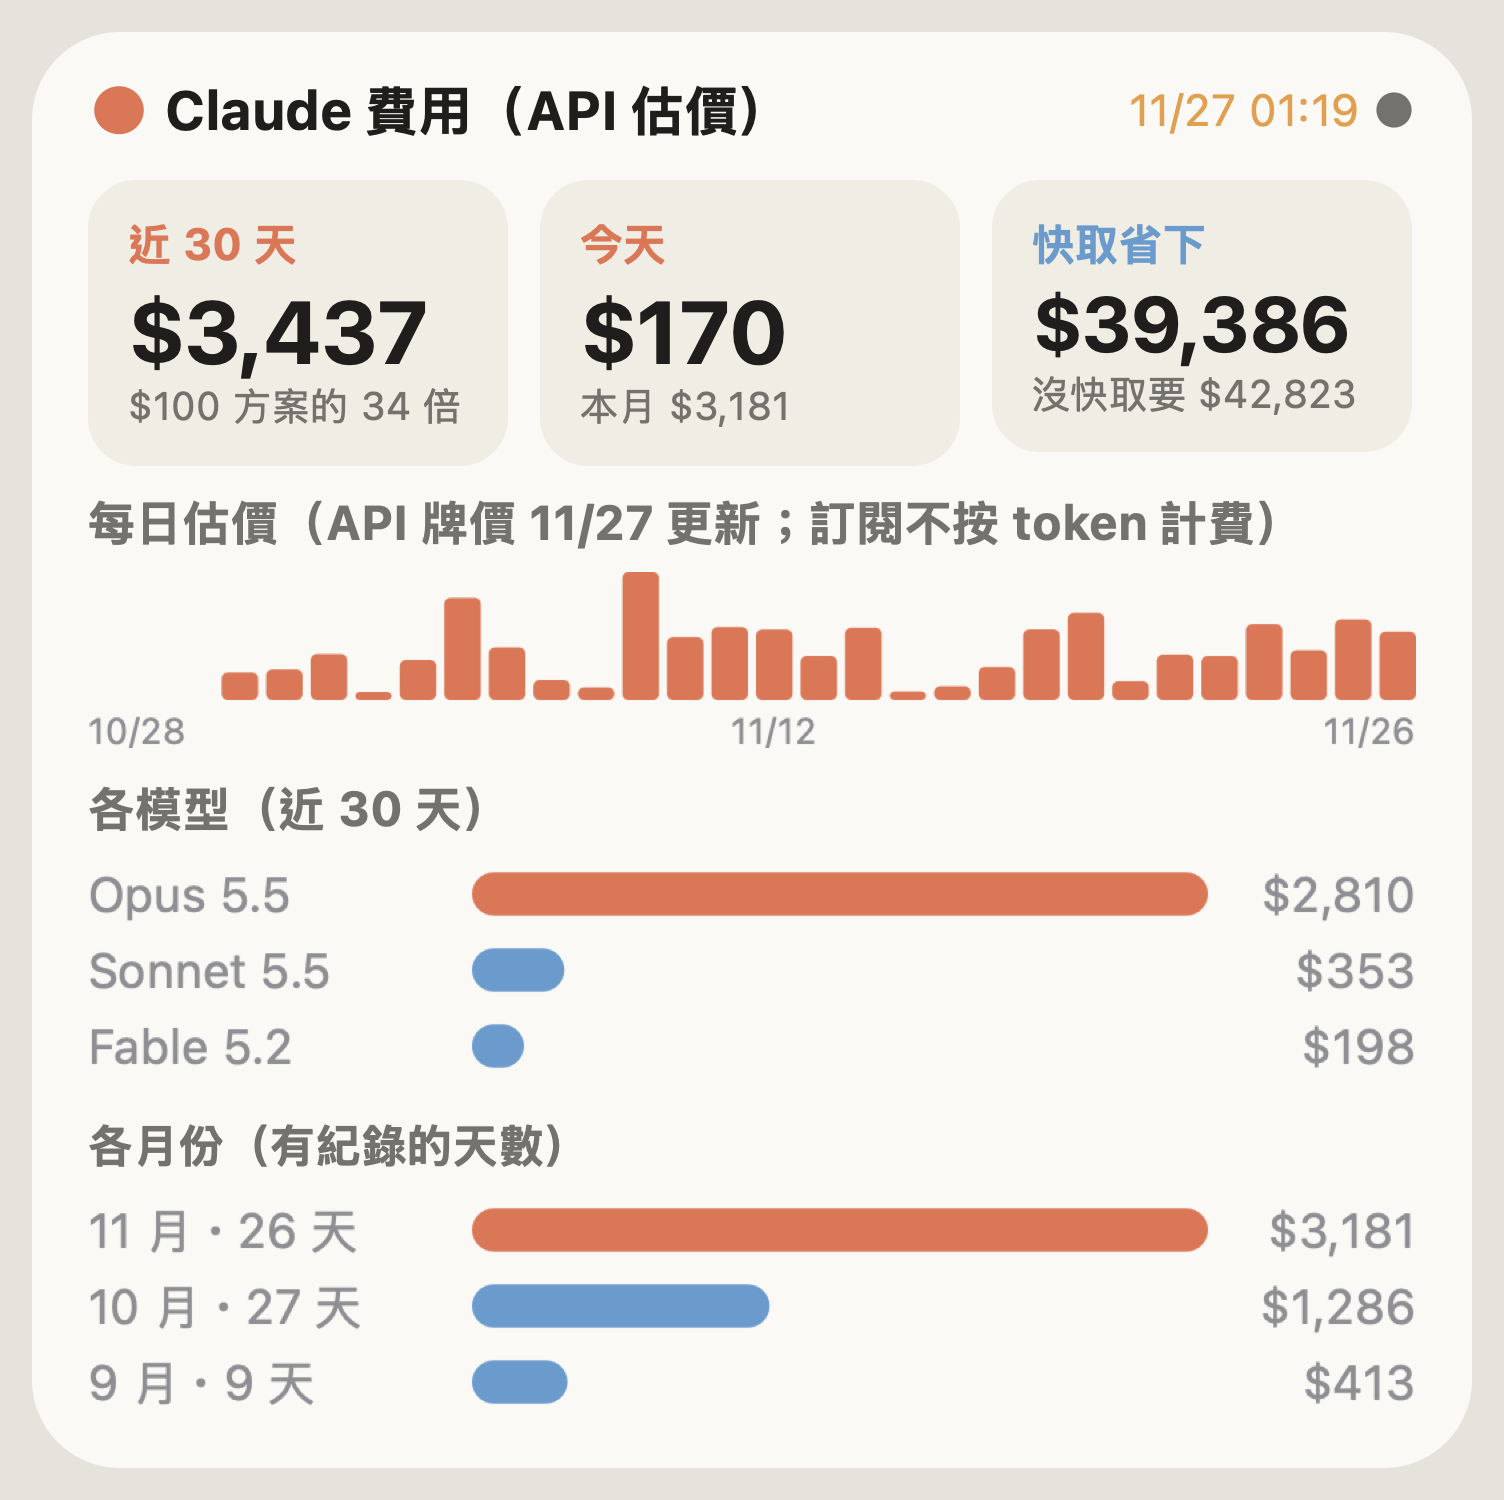 Claude 費用（API 估價）
11/27 01:19
近 30 天
$3,437
$100 方案的 34 倍
今天
$170
本月 $3,181
快取省下
$39,386
沒快取要 $42,823
每日估價（API 牌價 11/27 更新；訂閱不按 token 計費）
10/28
11/12
11/26
各模型（近 30 天）
Opus 5.5 $2,810
Sonnet 5.5 $353
Fable 5.2 $198
各月份（有紀錄的天數）
11 月・26 天 $3,181
10 月・27 天 $1,286
9 月・9 天 $413